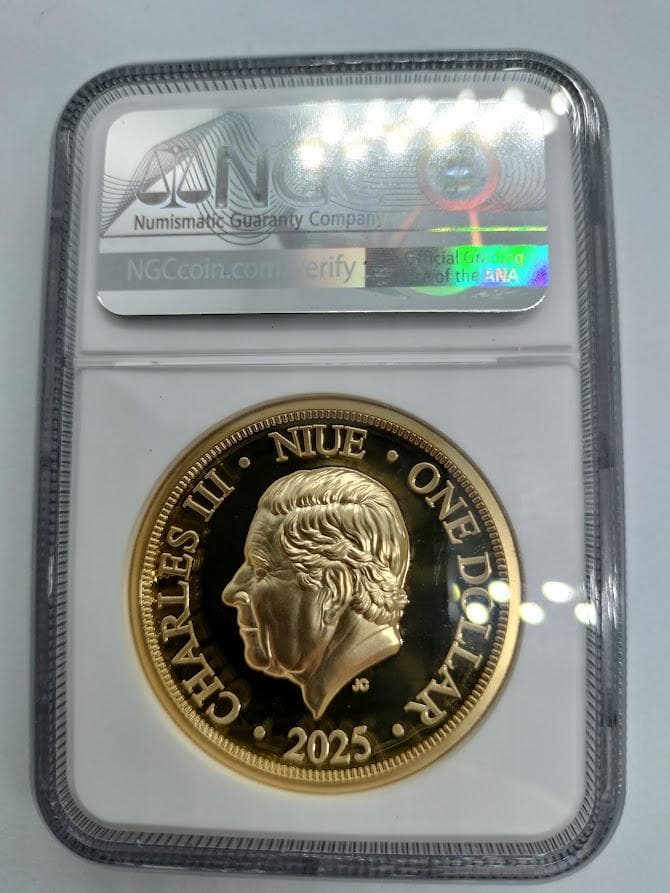 NGC
Numismatic Guaranty Company
NGCcoin.com/verify
Official Grading
of the ANA
CHARLES III • NIUE • ONE DOLLAR •
JC
2025 •